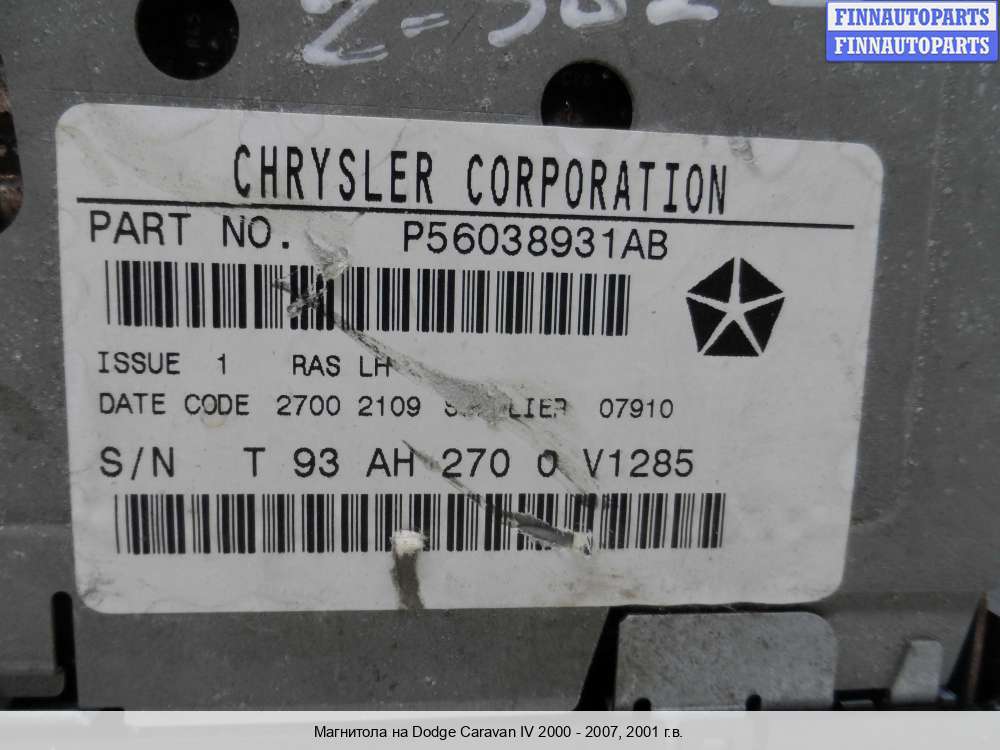 FINNAUTOPARTS
FINNAUTOPARTS
CHRYSLER CORPORATION
PART NO. P56038931AB
ISSUE 1 RAS LH
DATE CODE 2700 2109 07910
S/N T 93 AH 270 0 V1285
Магнитола на Dodge Caravan IV 2000 - 2007, 2001 г.в.